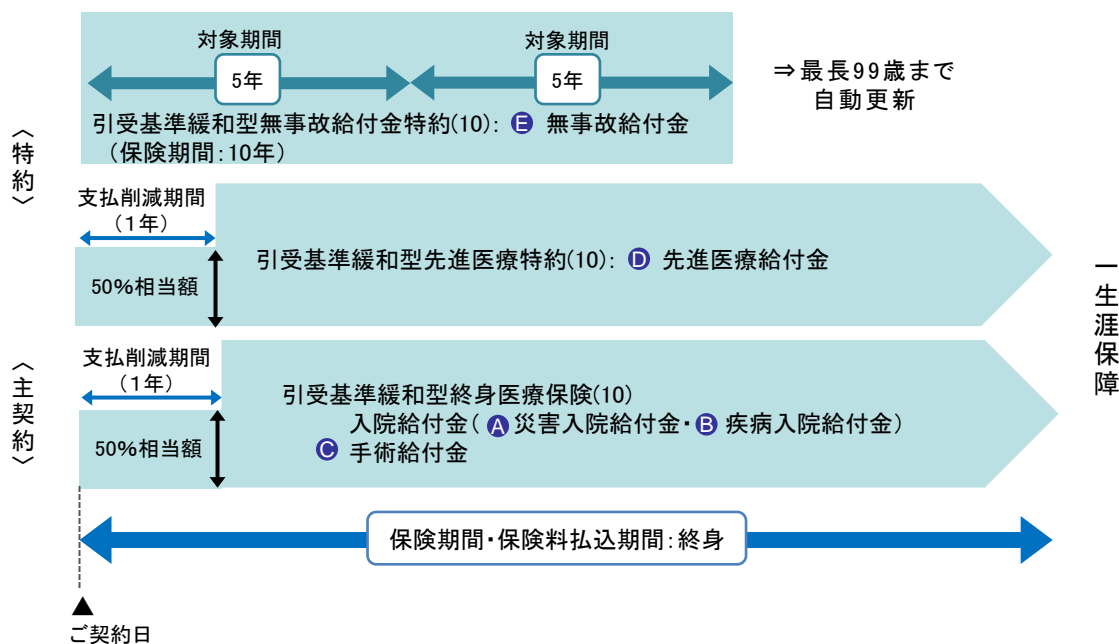 対象期間
対象期間
5年
5年
⇒最長99歳まで
自動更新
引受基準緩和型無事故給付金特約(10): E 無事故給付金
(保険期間:10年)
〈特約〉
支払削減期間
(1年)
50%相当額
引受基準緩和型先進医療特約(10): D 先進医療給付金
一生涯保障
〈主契約〉
支払削減期間
(1年)
50%相当額
引受基準緩和型終身医療保険(10)
入院給付金( A 災害入院給付金・ B 疾病入院給付金)
C 手術給付金
保険期間・保険料払込期間:終身
▲
ご契約日